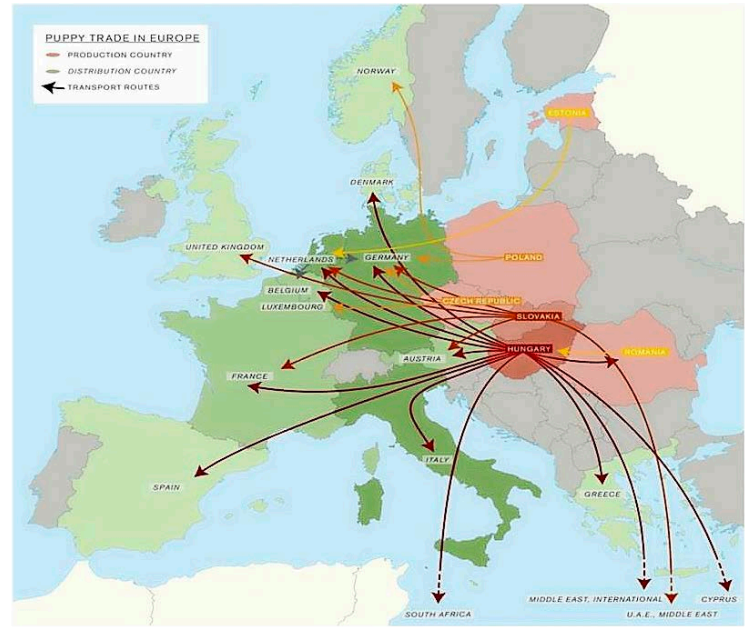 PUPPY TRADE IN EUROPE
PRODUCTION COUNTRY
DISTRIBUTION COUNTRY
TRANSPORT ROUTES
NORWAY
ESTONIA
DENMARK
UNITED KINGDOM
NETHERLANDS
GERMANY
POLAND
BELGIUM
CZECH REPUBLIC
LUXEMBOURG
SLOVAKIA
AUSTRIA
HUNGARY
ROMANIA
FRANCE
ITALY
SPAIN
GREECE
MIDDLE EAST, INTERNATIONAL
CYPRUS
SOUTH AFRICA
U.A.E., MIDDLE EAST